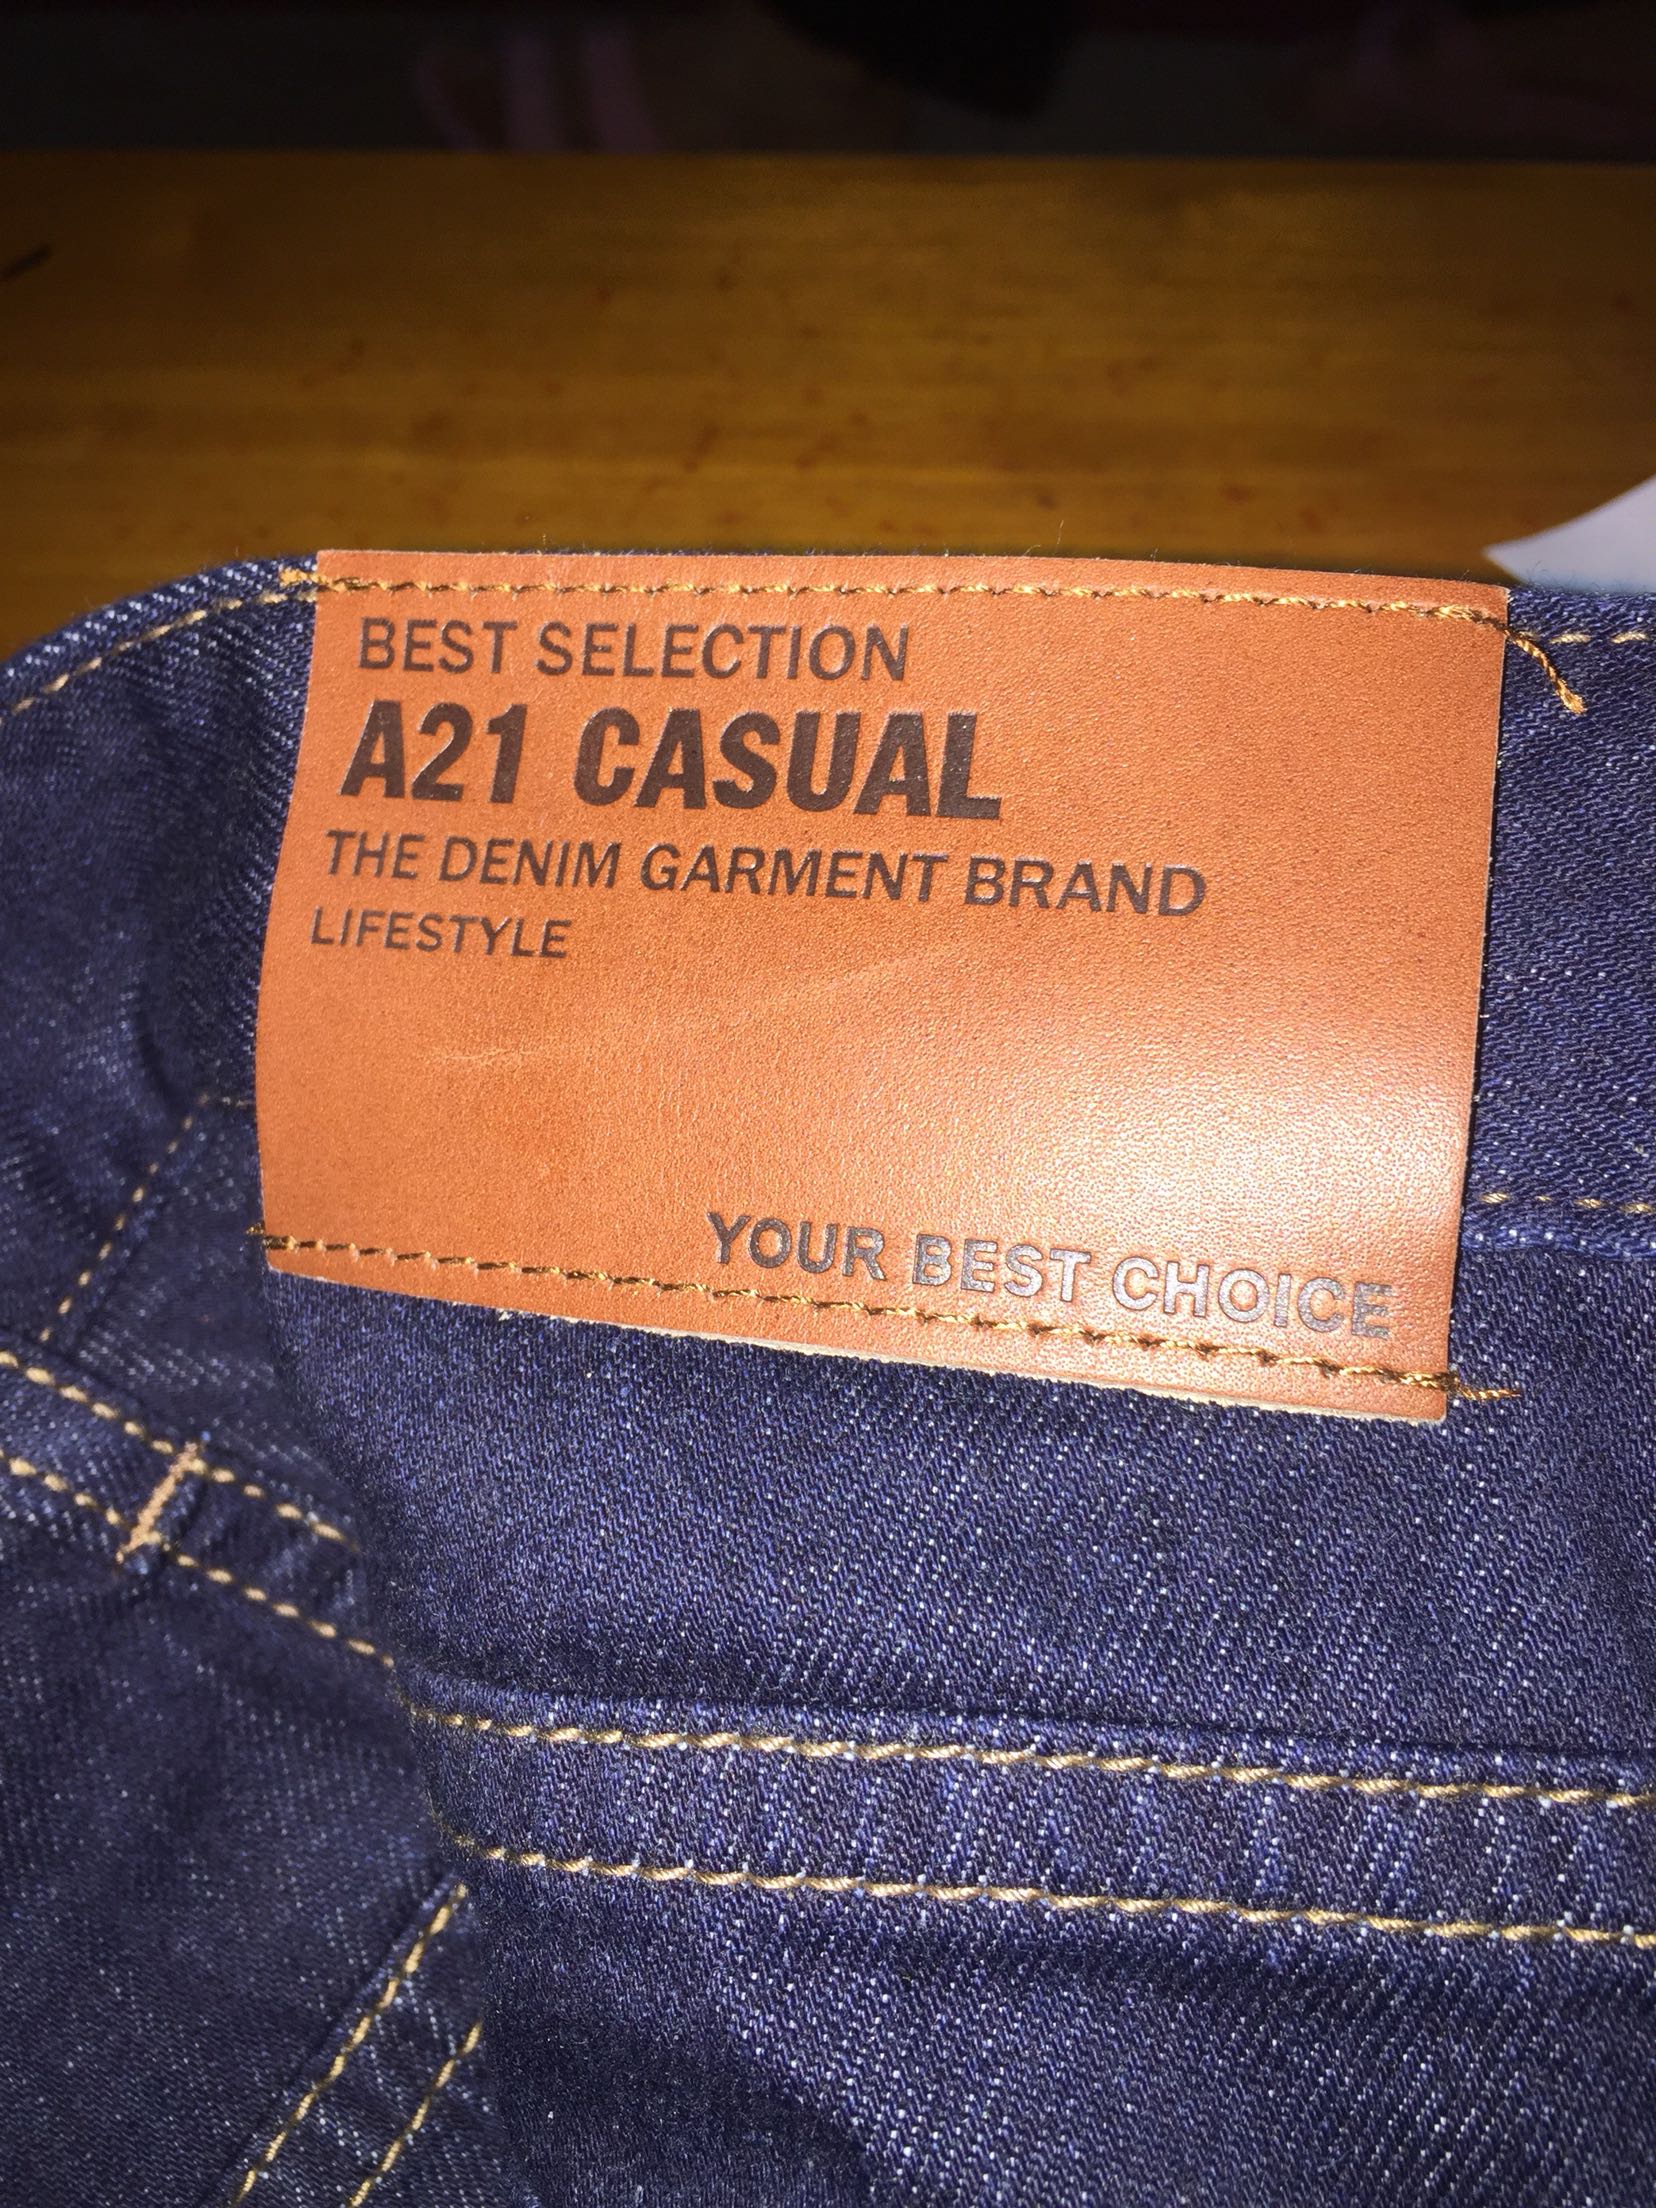 BEST SELECTION
A21 CASUAL
THE DENIM GARMENT BRAND
LIFESTYLE
YOUR BEST CHOICE